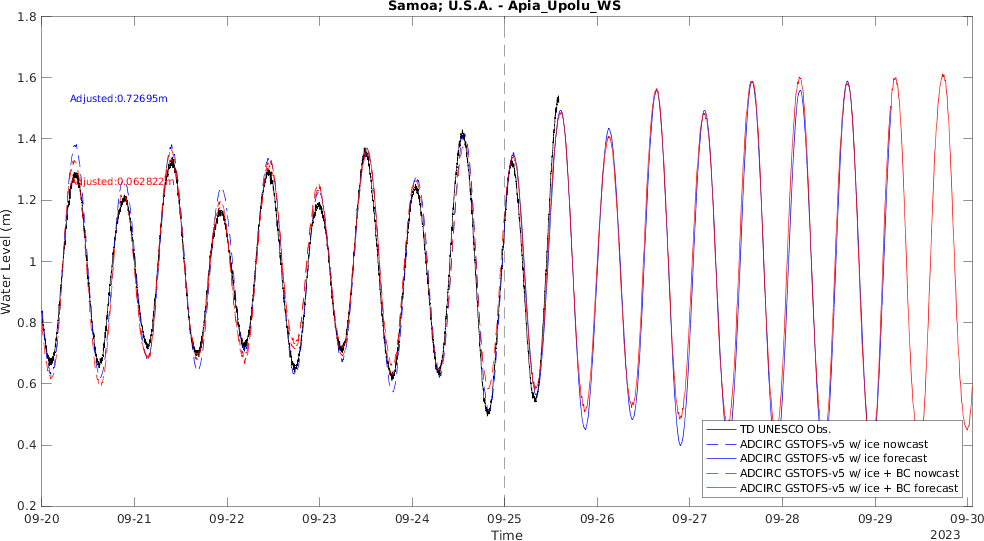 Samoa; U.S.A. - Apia_Upolu_WS
1.8
1.6
1.4
1.2
1
0.8
0.6
0.4
0.2
Water Level (m)
Adjusted:0.72695m
Adjusted:0.062822m
TD UNESCO Obs.
ADCIRC GSTOFS-v5 w/ ice nowcast
ADCIRC GSTOFS-v5 w/ ice forecast
ADCIRC GSTOFS-v5 w/ ice + BC nowcast
ADCIRC GSTOFS-v5 w/ ice + BC forecast
09-20 09-21 09-22 09-23 09-24 09-25 09-26 09-27 09-28 09-29 09-30
Time
2023